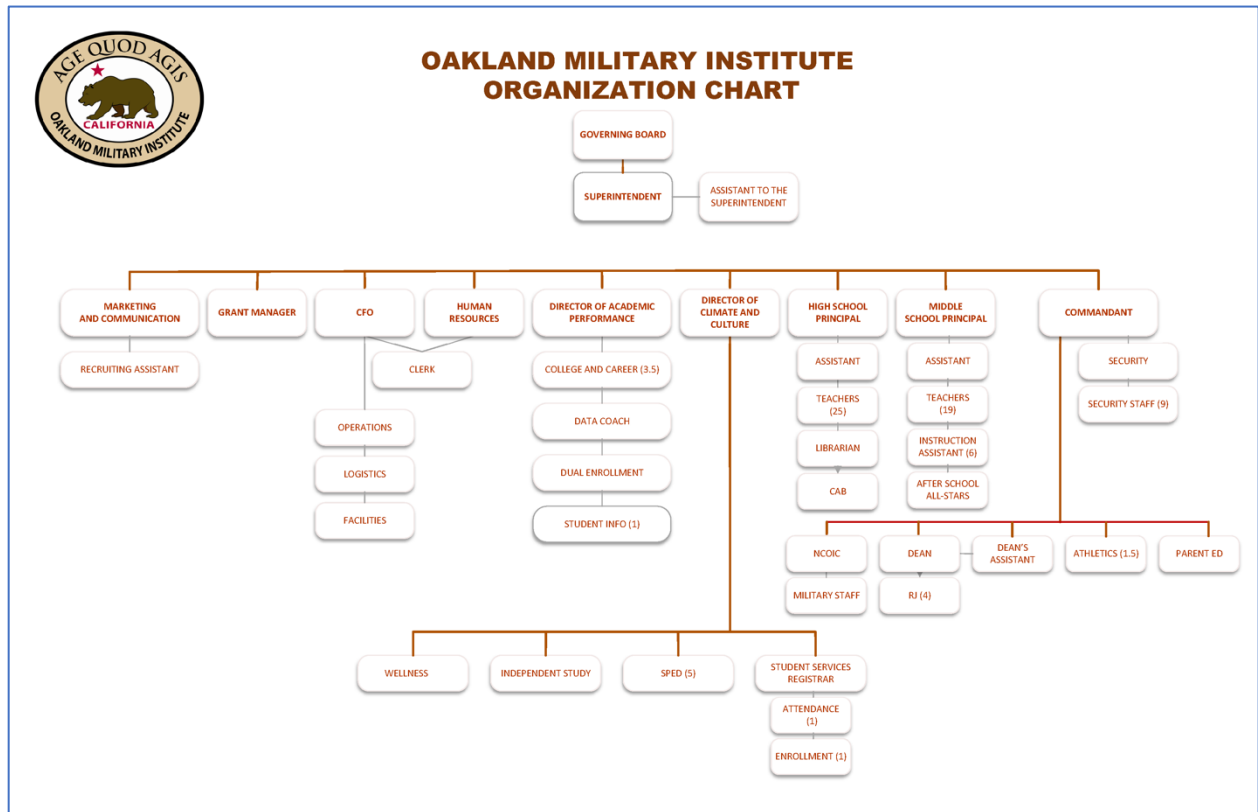 AGE QUOD AGIS
CALIFORNIA
OAKLAND MILITARY INSTITUTE
OAKLAND MILITARY INSTITUTE
ORGANIZATION CHART
GOVERNING BOARD
SUPERINTENDENT
ASSISTANT TO THE
SUPERINTENDENT
MARKETING
AND COMMUNICATION
GRANT MANAGER
CFO
HUMAN
RESOURCES
DIRECTOR OF ACADEMIC
PERFORMANCE
DIRECTOR OF
CLIMATE AND
CULTURE
HIGH SCHOOL
PRINCIPAL
MIDDLE
SCHOOL PRINCIPAL
COMMANDANT
RECRUITING ASSISTANT
CLERK
COLLEGE AND CAREER (3.5)
ASSISTANT
ASSISTANT
SECURITY
TEACHERS
(25)
TEACHERS
(19)
SECURITY STAFF (9)
OPERATIONS
DATA COACH
LIBRARIAN
INSTRUCTION
ASSISTANT (6)
LOGISTICS
DUAL ENROLLMENT
CAB
AFTER SCHOOL
ALL-STARS
FACILITIES
STUDENT INFO (1)
NCOIC
DEAN
DEAN'S
ASSISTANT
ATHLETICS (1.5)
PARENT ED
MILITARY STAFF
RJ (4)
WELLNESS
INDEPENDENT STUDY
SPED (5)
STUDENT SERVICES
REGISTRAR
ATTENDANCE
(1)
ENROLLMENT (1)